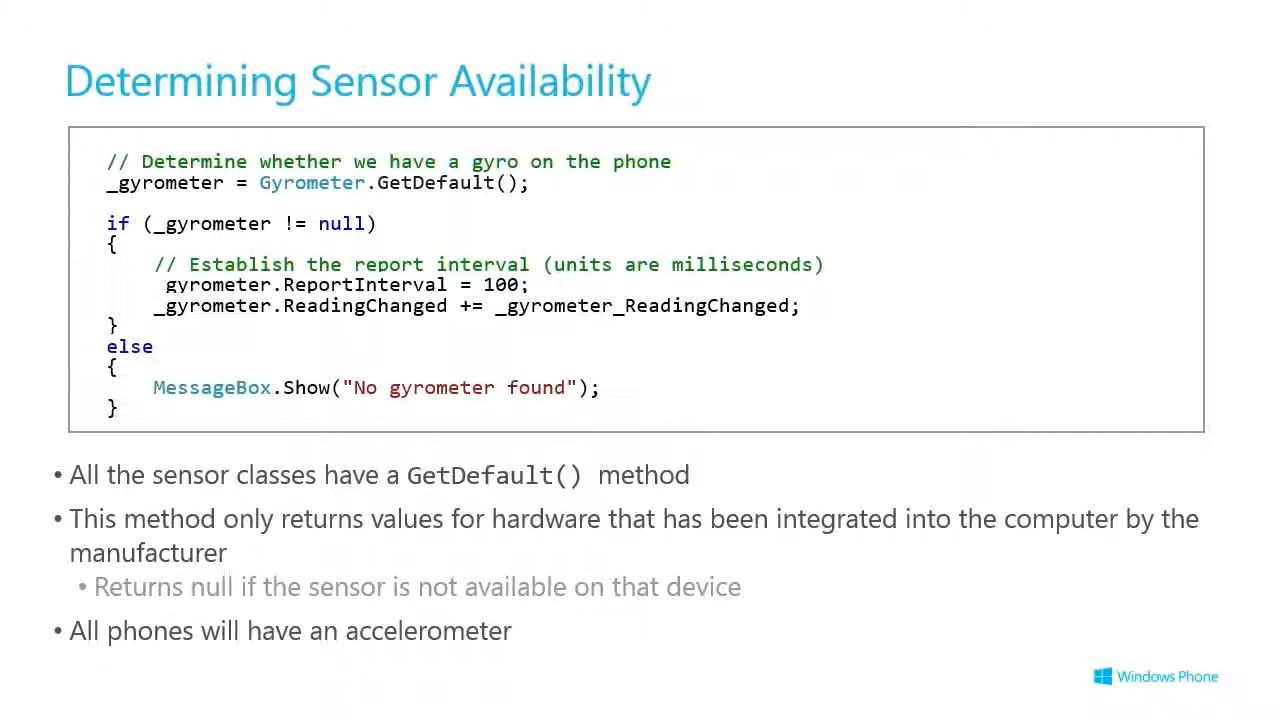 Determining Sensor Availability
// Determine whether we have a gyro on the phone
_gyrometer = Gyrometer.GetDefault();
if (_gyrometer != null)
{
// Establish the report interval (units are milliseconds)
_gyrometer.ReportInterval = 100;
_gyrometer.ReadingChanged += _gyrometer_ReadingChanged;
}
else
{
MessageBox.Show("No gyrometer found");
}
• All the sensor classes have a GetDefault() method
• This method only returns values for hardware that has been integrated into the computer by the
manufacturer
• Returns null if the sensor is not available on that device
• All phones will have an accelerometer
Windows Phone